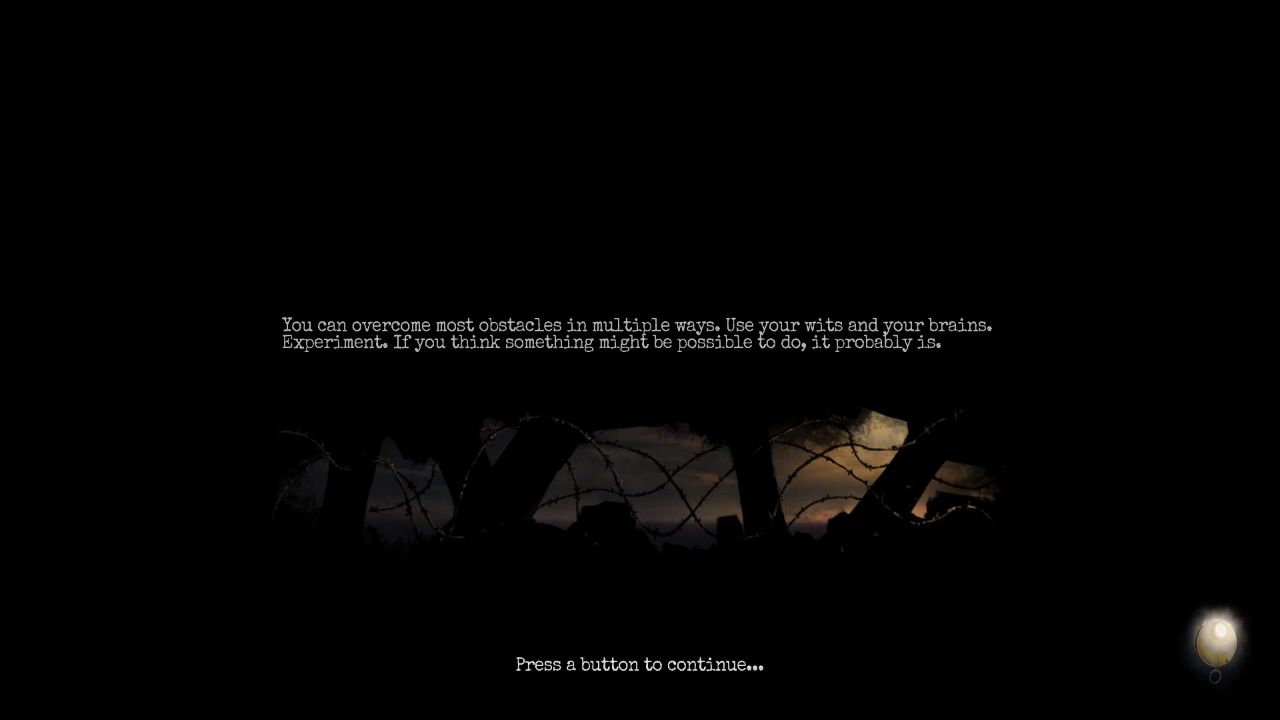 You can overcome most obstacles in multiple ways. Use your wits and your brains.
Experiment. If you think something might be possible to do, it probably is.
Press a button to continue...